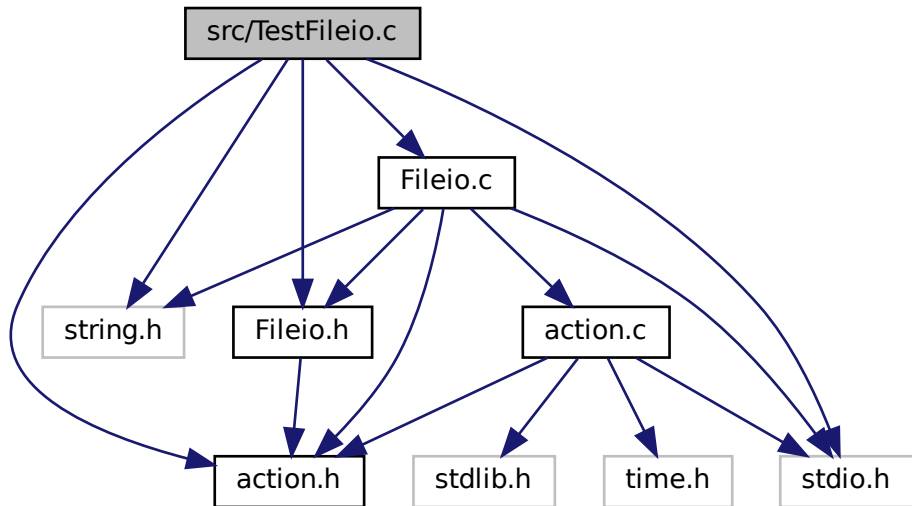 src/TestFileio.c
Fileio.c
string.h
Fileio.h
action.c
action.h
stdlib.h
time.h
stdio.h